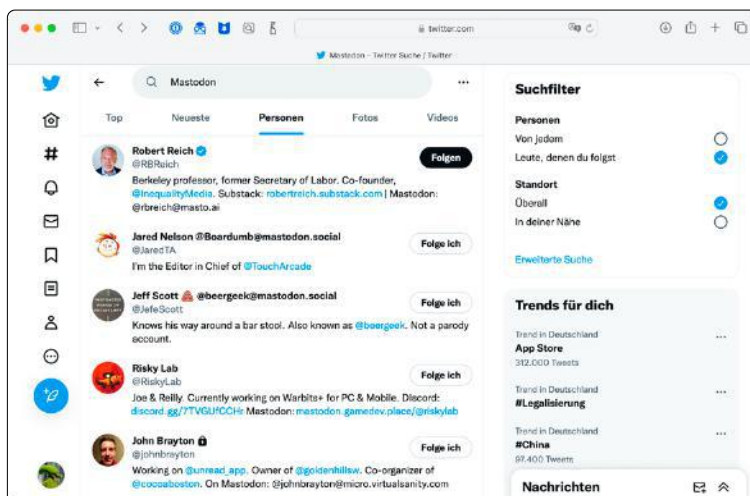 twitter.com
Mastodon - Twitter Suche / Twitter
Mastodon
Top Neueste Personen Fotos Videos
Robert Reich
@RBReich
Folgen
Berkeley professor, former Secretary of Labor. Co-founder,
@InequalityMedia. Substack: robertreich.substack.com | Mastodon:
@rbreich@masto.ai
Jared Nelson @Boardumb@mastodon.social
@JaredTA
Folge ich
I'm the Editor in Chief of @TouchArcade
Jeff Scott @beergeek@mastodon.social
@JefeScott
Folge ich
Knows his way around a bar stool. Also known as @beergeek. Not a parody
account.
Risky Lab
@RiskyLab
Folge ich
Joe & Reilly. Currently working on Warbits+ for PC & Mobile. Discord:
discord.gg/7TVGUfCCHr Mastodon: mastodon.gamedev.place/@riskylab
John Brayton
@johnbrayton
Folge ich
Working on @unread_app. Owner of @goldenhillsw. Co-organizer of
@cocoaboston. On Mastodon: @johnbrayton@micro.virtualsanity.com
Suchfilter
Personen
Von jedem
Leute, denen du folgst
Standort
Überall
In deiner Nähe
Erweiterte Suche
Trends für dich
Trend in Deutschland
App Store
312.000 Tweets
Trend in Deutschland
#Legalisierung
Trend in Deutschland
#China
97.400 Tweets
Nachrichten